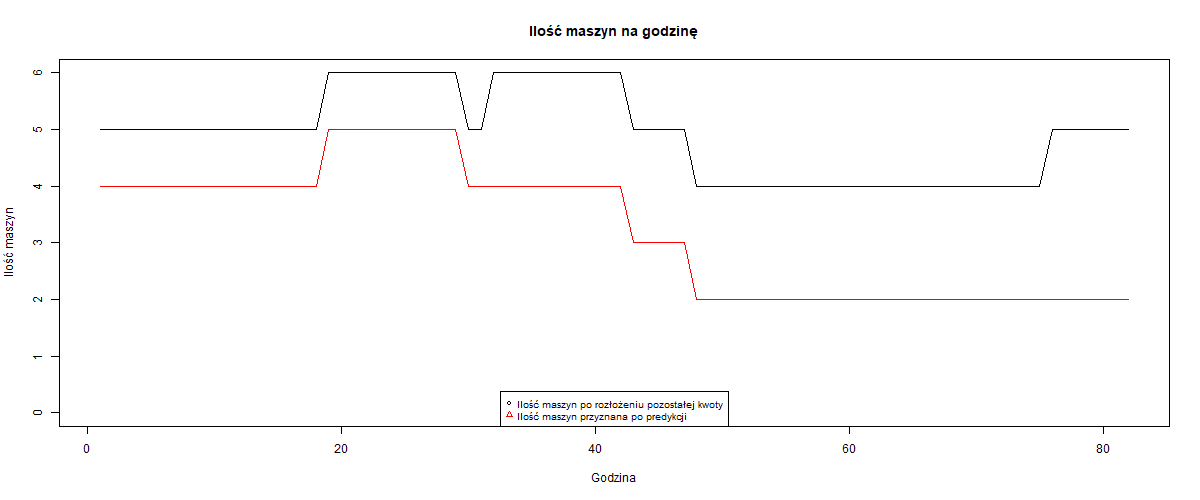 Ilość maszyn na godzinę
Ilość maszyn
6
5
4
3
2
1
0
Ilość maszyn po rozłożeniu pozostałej kwoty
Ilość maszyn przyznana po predykcji
0 20 40 60 80
Godzina